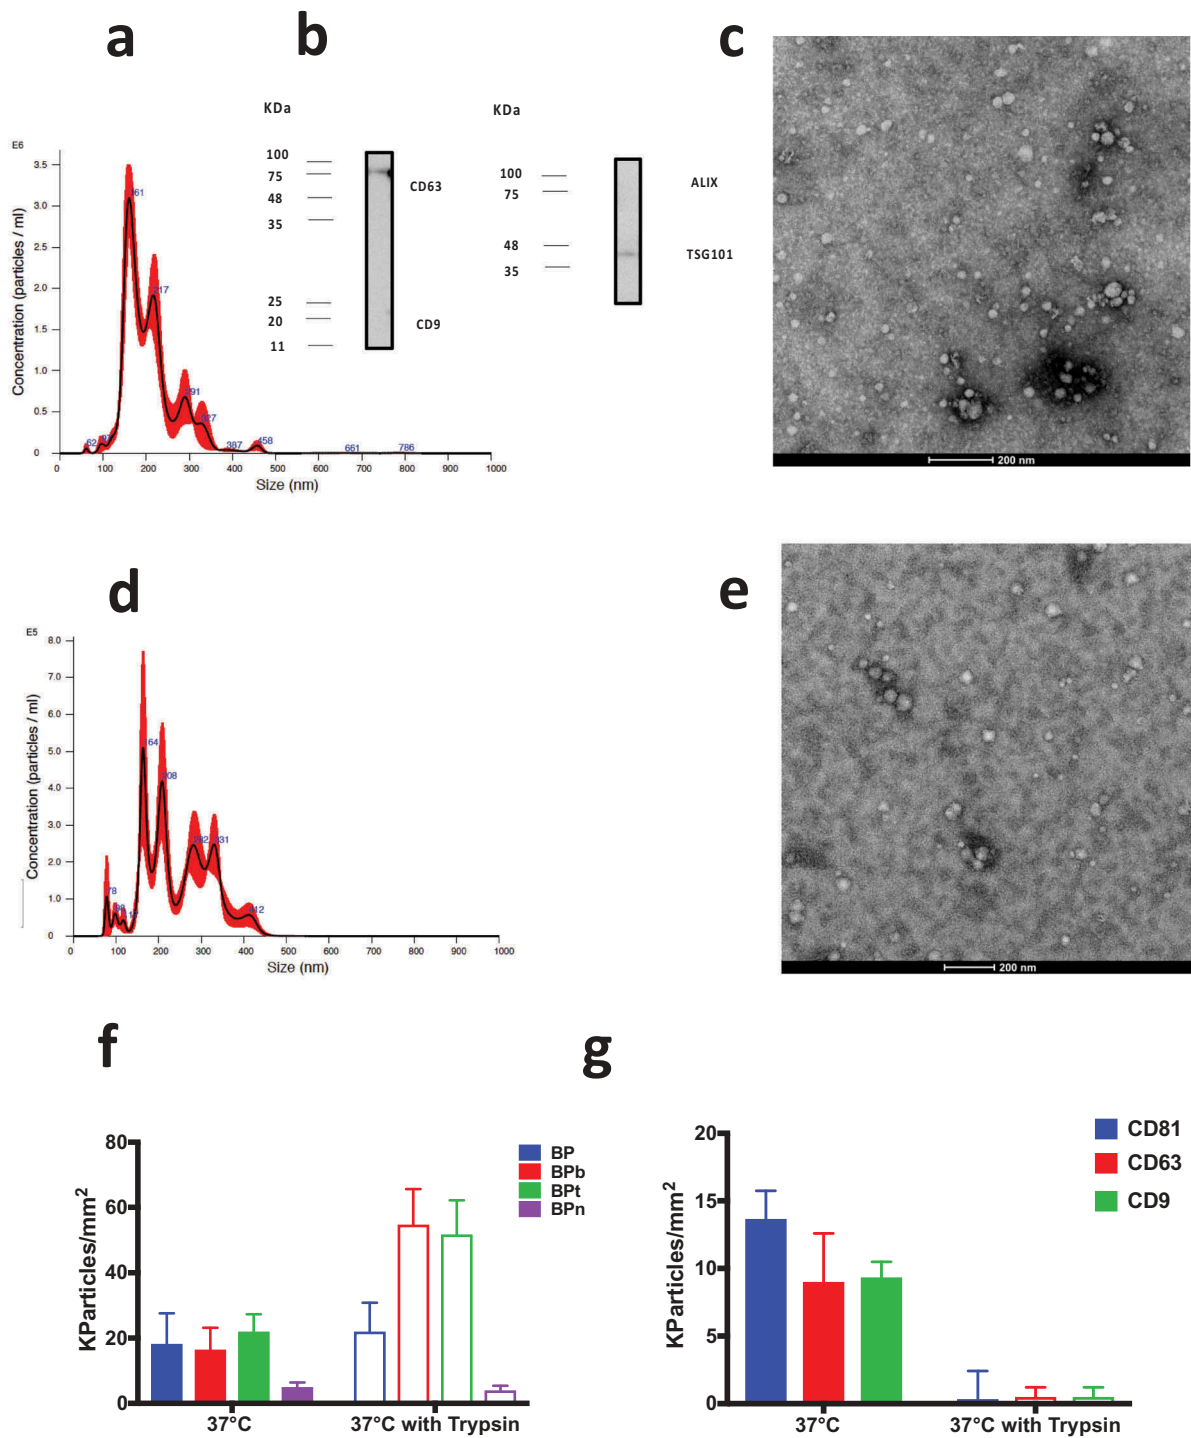 a
b
c
KDa
100
75
48
35
25
20
11
CD63
CD9
KDa
100
75
48
35
ALIX
TSG101
E6
3.5
3.0
2.5
2.0
1.5
1.0
0.5
0
Concentration (particles / ml)
161
217
291
327
62
387
458
661
786
0 100 200 300 400 500 600 700 800 900 1000
Size (nm)
200 nm
d
e
E5
8.0
7.0
6.0
5.0
4.0
3.0
2.0
1.0
0
Concentration (particles / ml)
78
164
208
331
0 100 200 300 400 500 600 700 800 900 1000
Size (nm)
200 nm
f
g
80
60
40
20
0
KParticles/mm2
BP
BPb
BPt
BPn
37°C 37°C with Trypsin
20
15
10
5
0
KParticles/mm2
CD81
CD63
CD9
37°C 37°C with Trypsin